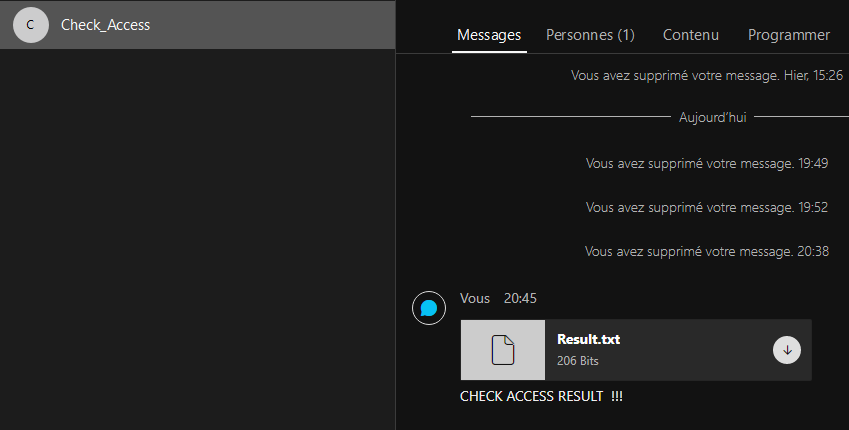 C
Check_Access
Messages Personnes (1) Contenu Programmer
Vous avez supprimé votre message. Hier, 15:26
Aujourd'hui
Vous avez supprimé votre message. 19:49
Vous avez supprimé votre message. 19:52
Vous avez supprimé votre message. 20:38
Vous 20:45
Result.txt
206 Bits
CHECK ACCESS RESULT !!!